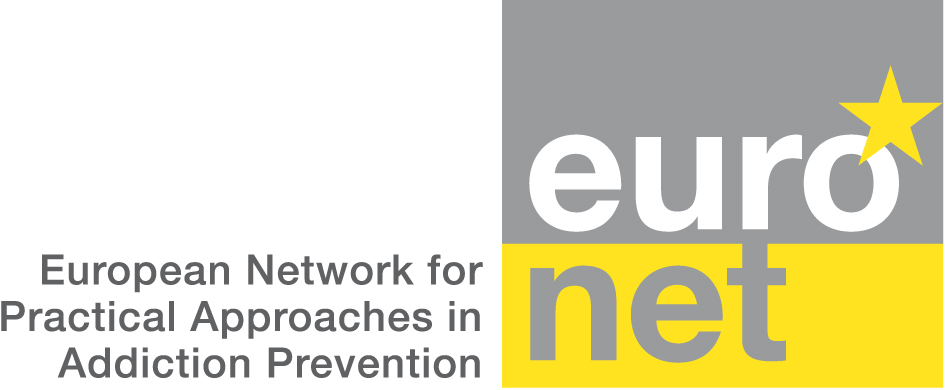 euro
net
European Network for
Practical Approaches in
Addiction Prevention